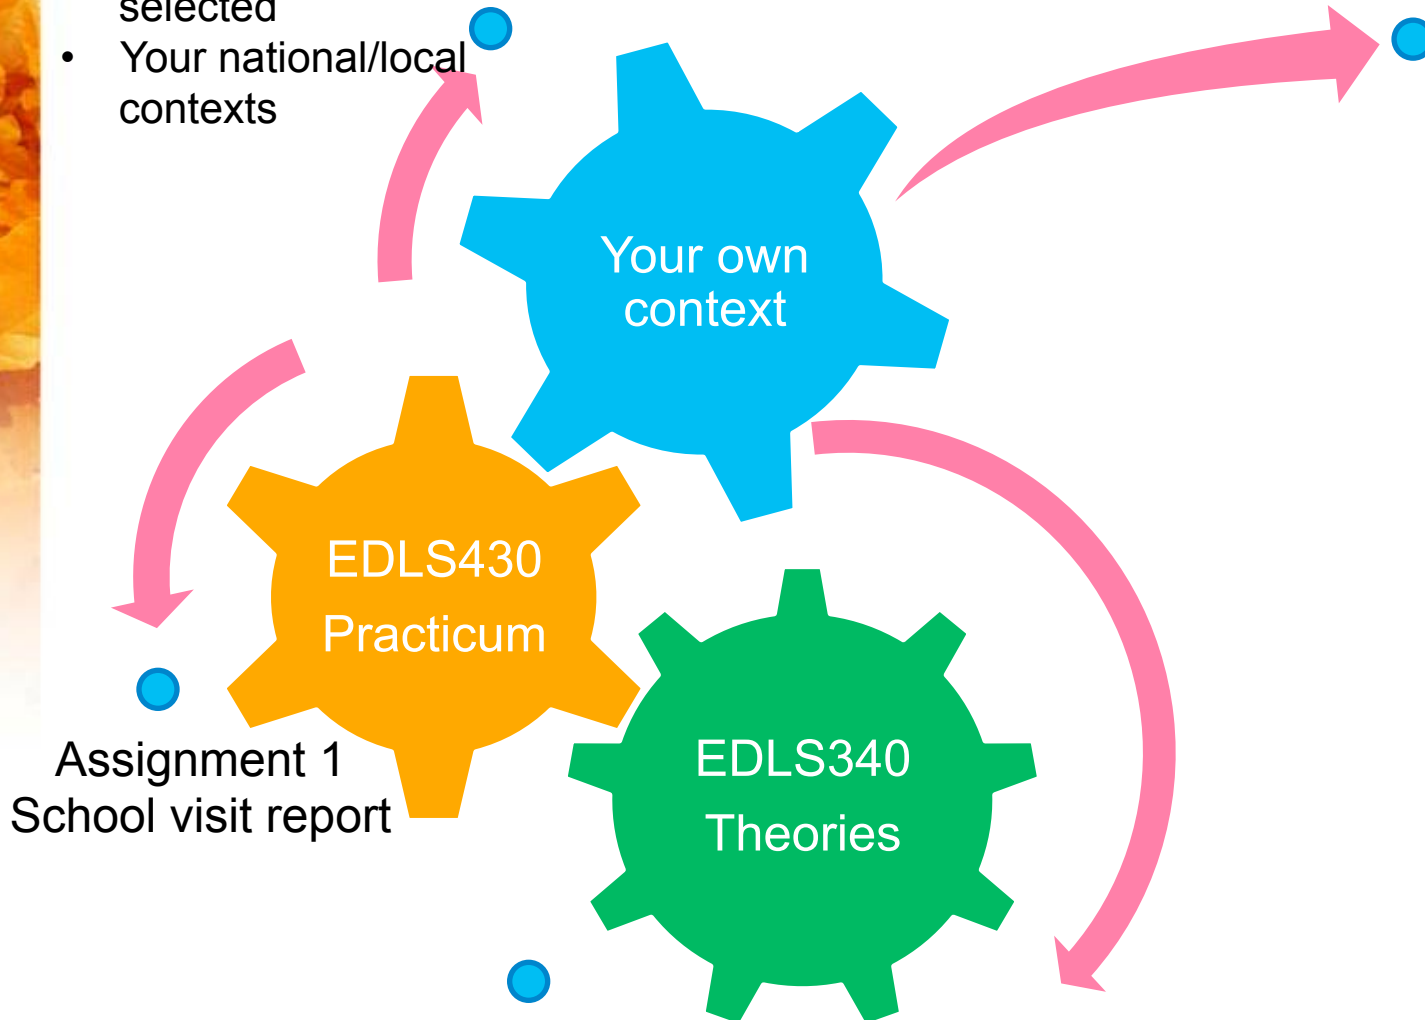 selected
• Your national/local
contexts
Your own
context
EDLS430
Practicum
Assignment 1
School visit report
EDLS340
Theories